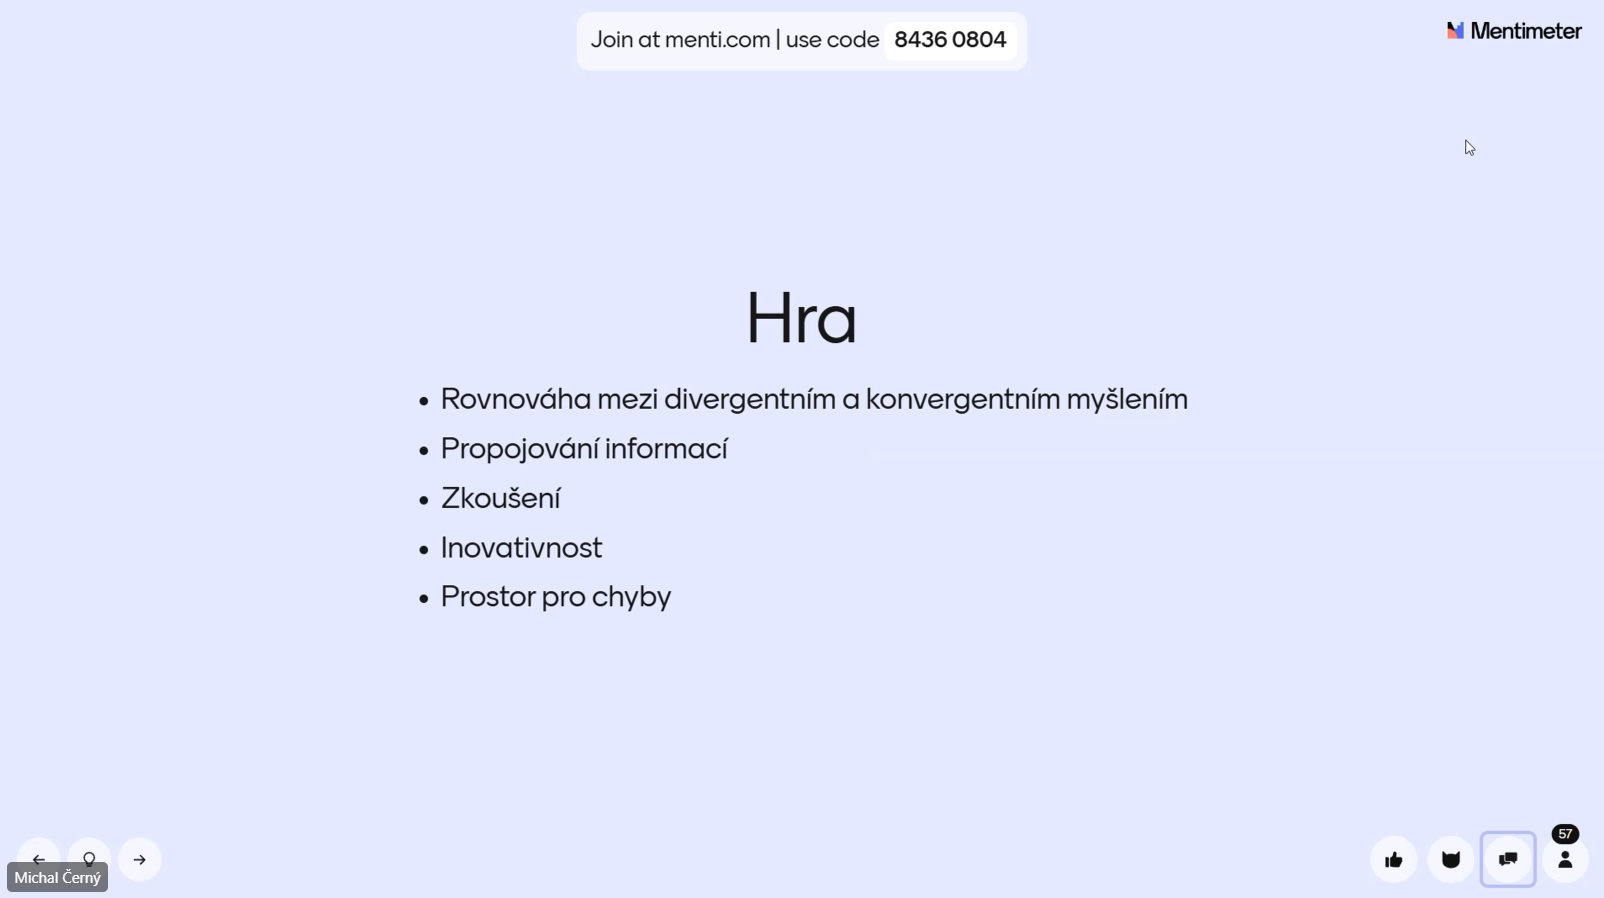 Join at menti.com | use code 8436 0804
Mentimeter
Hra
• Rovnováha mezi divergentním a konvergentním myšlením
• Propojování informací
• Zkoušení
• Inovativnost
• Prostor pro chyby
57
Michal Černý